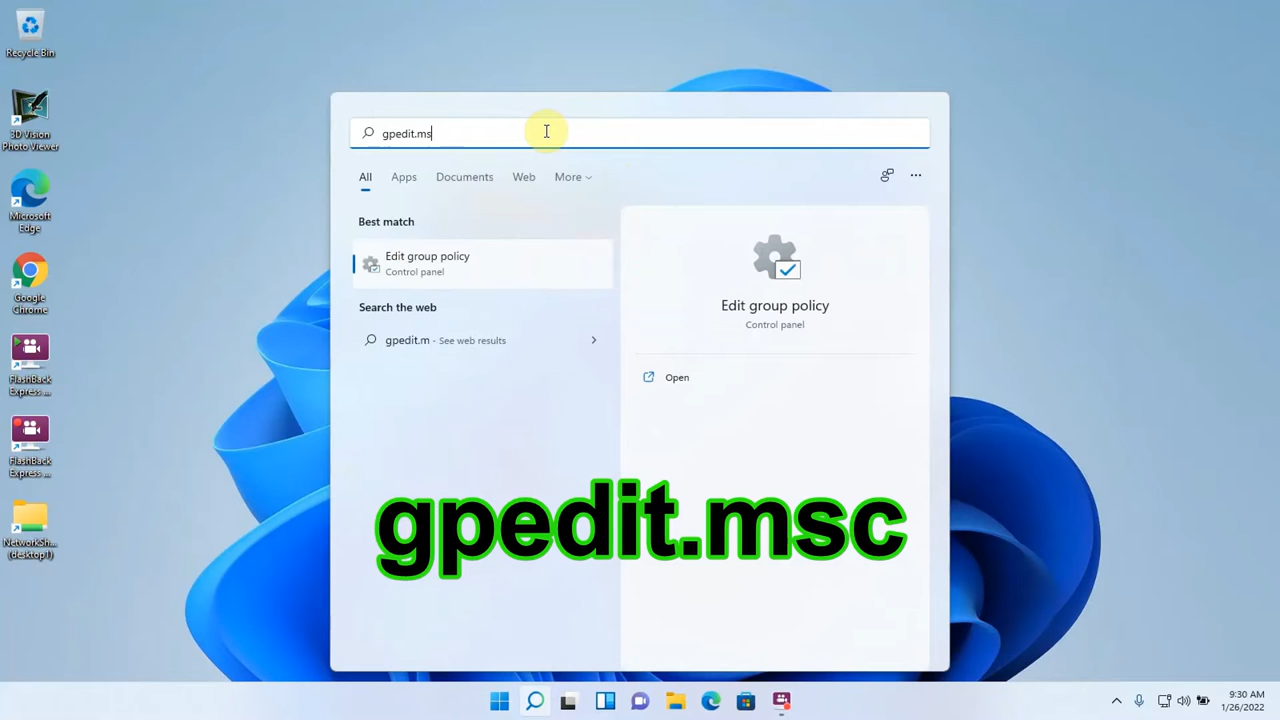 Recycle Bin
3D Vision
Photo Viewer
Microsoft
Edge
Google
Chrome
FlashBack
Express ...
FlashBack
Express ...
NetworkSh...
(desktop1)
gpedit.ms
All
Apps
Documents
Web
More
Best match
Edit group policy
Control panel
Search the web
gpedit.m - See web results
Edit group policy
Control panel
Open
gpedit.msc
9:30 AM
1/26/2022